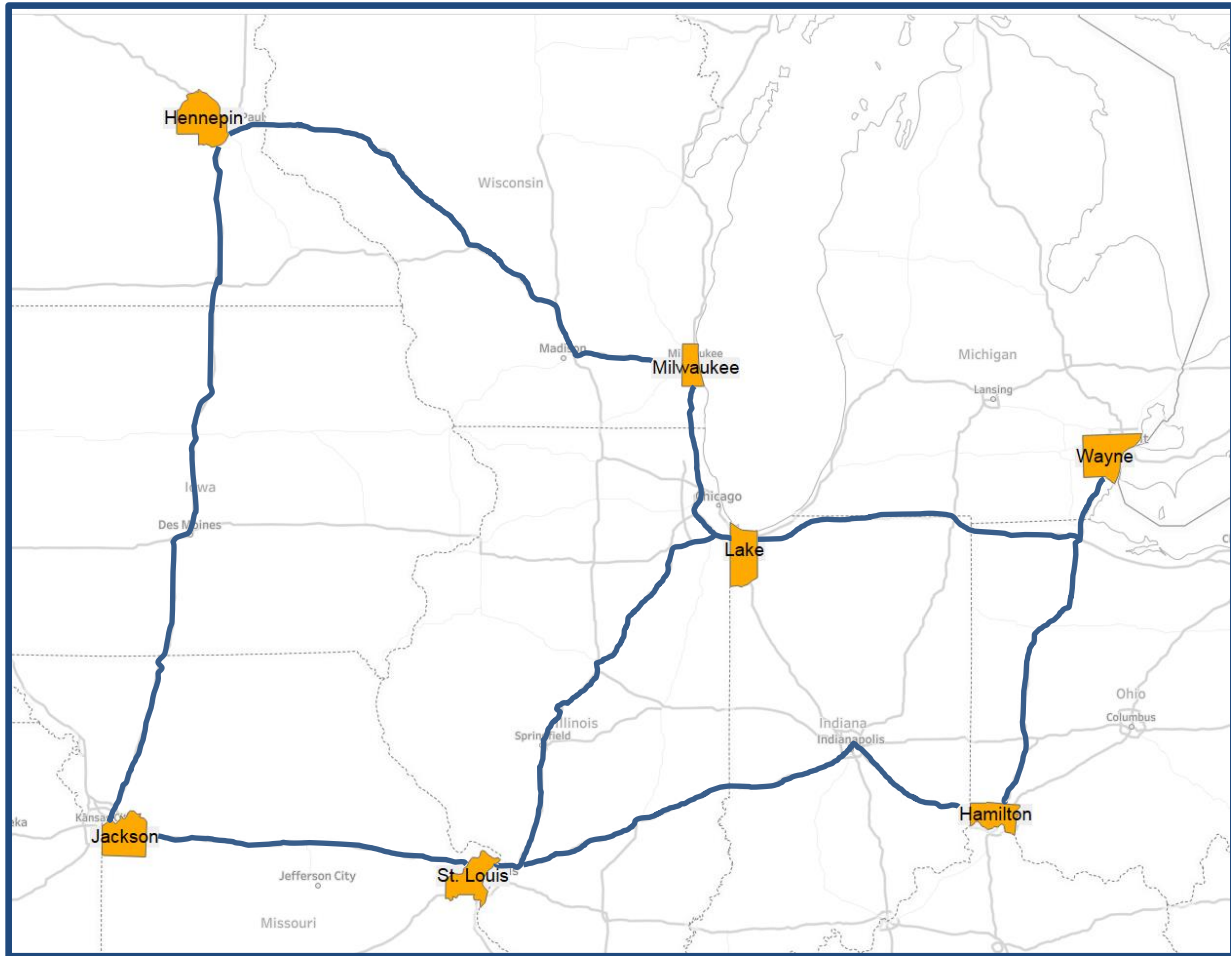 Hennepin
Paul
Wisconsin
Madison
Milwaukee
Michigan
Lansing
Wayne
Iowa
Chicago
Des Moines
Lake
Ohio
Columbus
Illinois
Springfield
Indiana
Indianapolis
Hamilton
Jackson
St. Louis
Jefferson City
Missouri